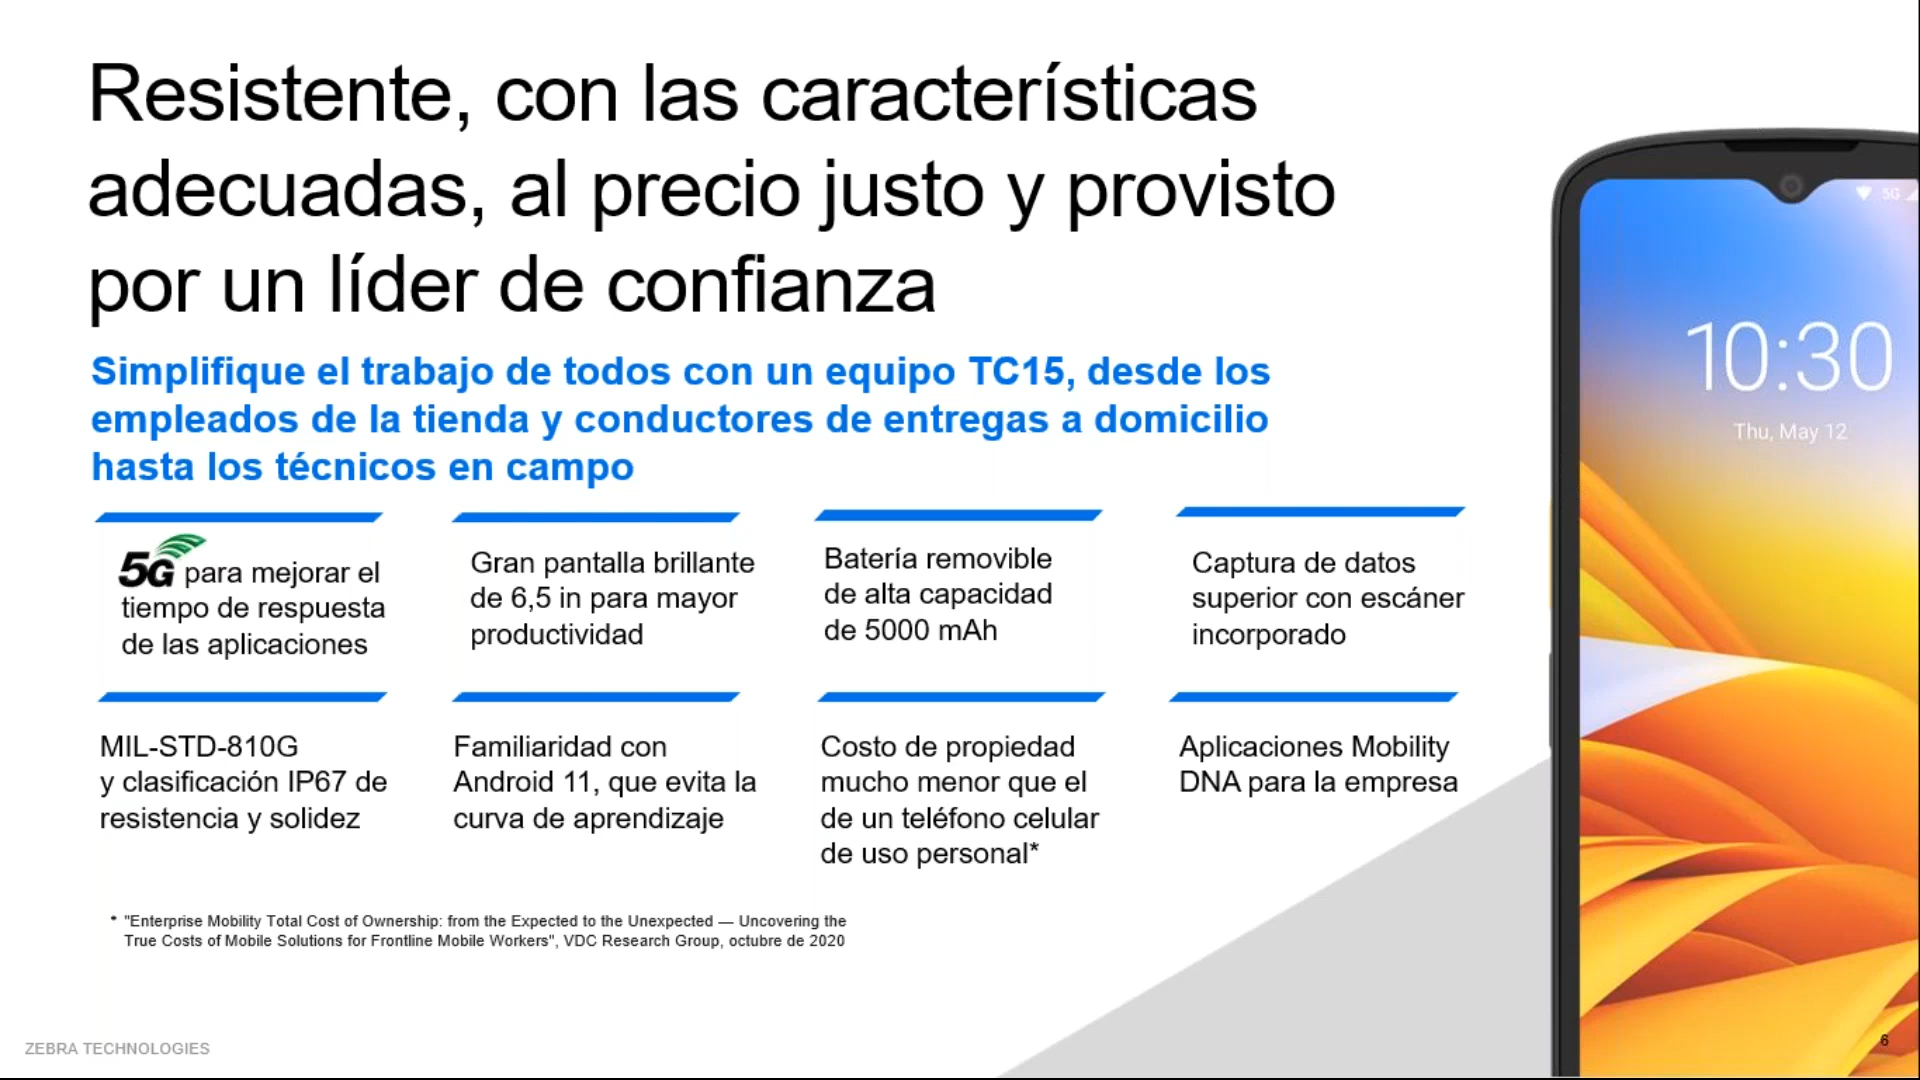 Resistente, con las características
adecuadas, al precio justo y provisto
por un líder de confianza
Simplifique el trabajo de todos con un equipo TC15, desde los
empleados de la tienda y conductores de entregas a domicilio
hasta los técnicos en campo
5G para mejorar el
tiempo de respuesta
de las aplicaciones
Gran pantalla brillante
de 6,5 in para mayor
productividad
Batería removible
de alta capacidad
de 5000 mAh
Captura de datos
superior con escáner
incorporado
MIL-STD-810G
y clasificación IP67 de
resistencia y solidez
Familiaridad con
Android 11, que evita la
curva de aprendizaje
Costo de propiedad
mucho menor que el
de un teléfono celular
de uso personal*
Aplicaciones Mobility
DNA para la empresa
* "Enterprise Mobility Total Cost of Ownership: from the Expected to the Unexpected — Uncovering the
True Costs of Mobile Solutions for Frontline Mobile Workers", VDC Research Group, octubre de 2020
5G
10:30
Thu, May 12
ZEBRA TECHNOLOGIES
6